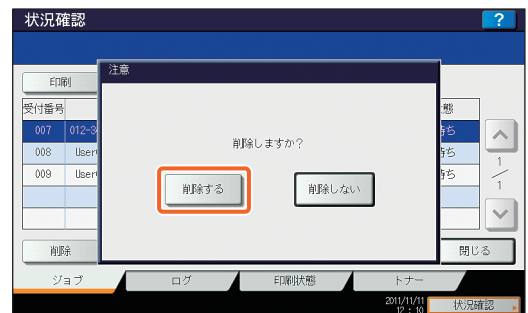 状況確認 ?
注意
印刷
受付番号 態
007 012-3 待ち
008 User 待ち
009 User 待ち
削除しますか?
削除する 削除しない
1
1
削除 閉じる
ジョブ ログ 印刷状態 トナー
2011/11/11
12 : 10 状況確認